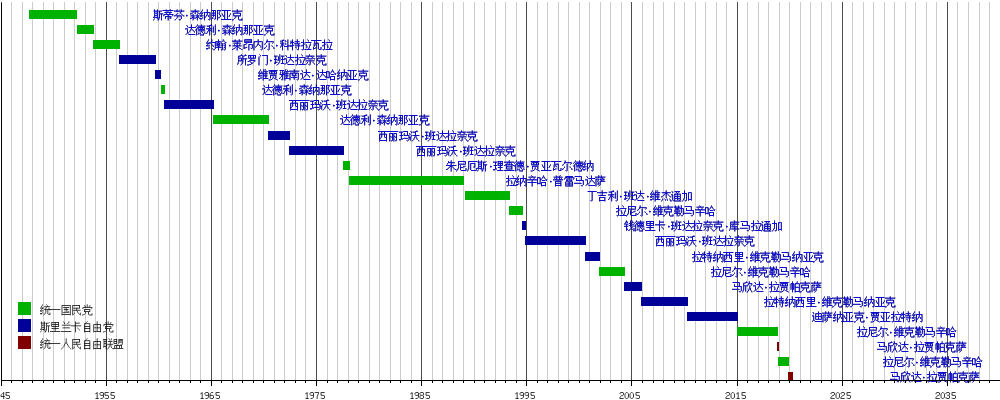 斯蒂芬·森纳那亚克
达德利·森纳那亚克
约翰·莱昂内尔·科特拉瓦拉
所罗门·班达拉奈克
维贾雅南达·达哈纳亚克
达德利·森纳那亚克
西丽玛沃·班达拉奈克
达德利·森纳那亚克
西丽玛沃·班达拉奈克
西丽玛沃·班达拉奈克
朱尼厄斯·理查德·贾亚瓦尔德纳
拉纳辛哈·普雷马达萨
丁吉利·班达·维杰通加
拉尼尔·维克勒马辛哈
钱德里卡·班达拉奈克·库马拉通加
西丽玛沃·班达拉奈克
拉特纳西里·维克勒马纳亚克
拉尼尔·维克勒马辛哈
马欣达·拉贾帕克萨
拉特纳西里·维克勒马纳亚克
迪萨纳亚克·贾亚拉特纳
拉尼尔·维克勒马辛哈
马欣达·拉贾帕克萨
拉尼尔·维克勒马辛哈
马欣达·拉贾帕克萨
统一国民党
斯里兰卡自由党
统一人民自由联盟
45 1955 1965 1975 1985 1995 2005 2015 2025 2035